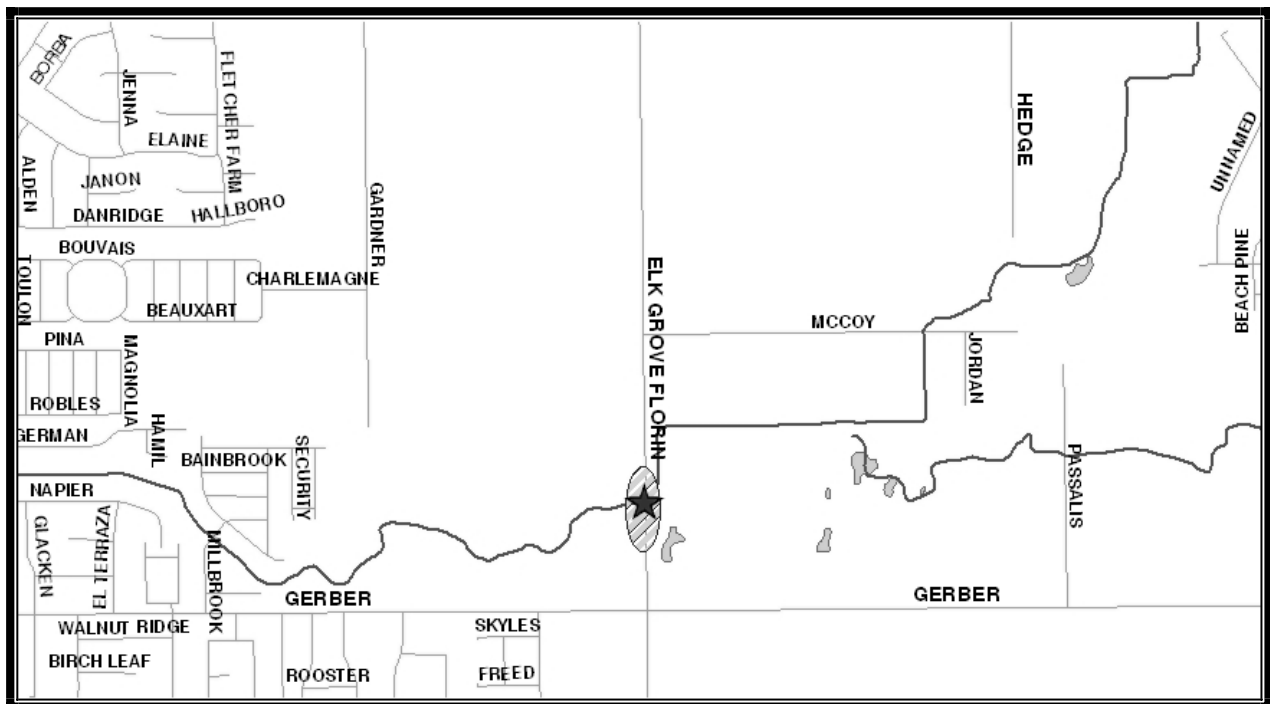 BORBA
JENNA
FLETCHER FARM
ELAINE
ALDEN
JANON
DANRIDGE
HALLBORO
GARDNER
HEDGE
UNNAMED
BOUVAIS
TOULON
CHARLEMAGNE
BEAUXART
ELK GROVE FLORIN
BEACH PINE
MCCOY
PINA
MAGNOLIA
JORDAN
ROBLES
GERMAN
HAMIL
BAINBROOK
SECURITY
PASSALIS
NAPIER
GLACKEN
EL TERRAZA
MILLBROOK
GERBER
GERBER
WALNUT RIDGE
SKYLES
BIRCH LEAF
ROOSTER
FREED